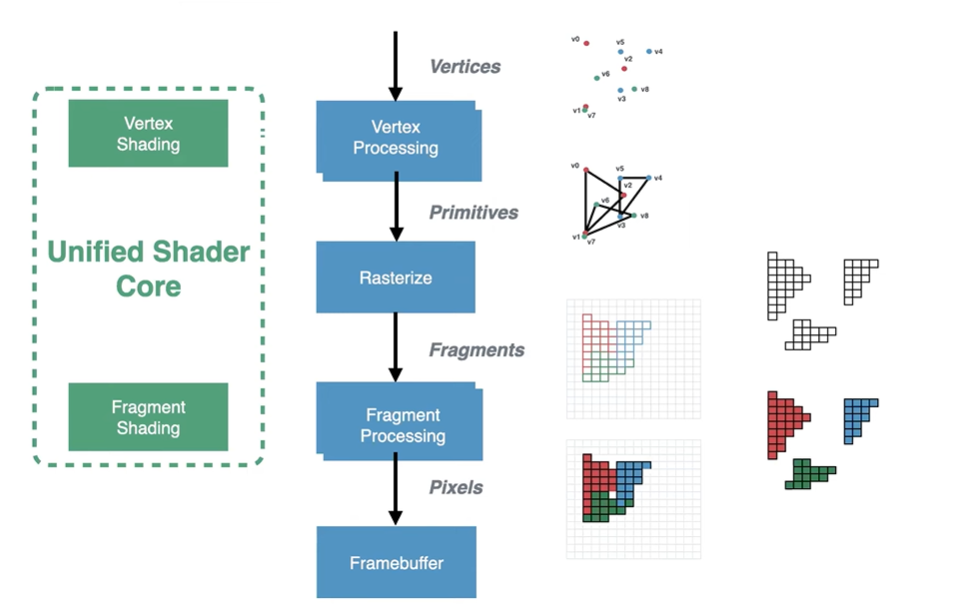 Vertex
Shading
Unified Shader
Core
Fragment
Shading
Vertices
Vertex
Processing
Primitives
Rasterize
Fragments
Fragment
Processing
Pixels
Framebuffer
v0
v5
v4
v2
v6
v8
v3
v1
v7
v0
v5
v4
v2
v6
v8
v3
v1
v7